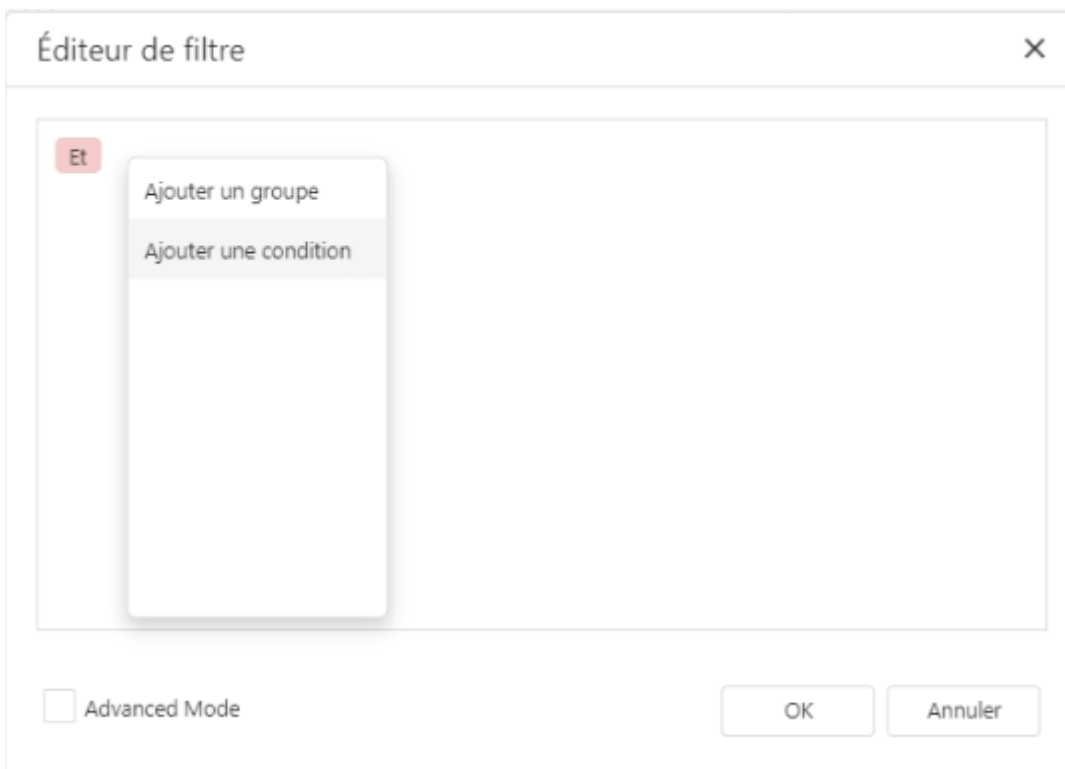 Éditeur de filtre
Et
Ajouter un groupe
Ajouter une condition
Advanced Mode
OK
Annuler